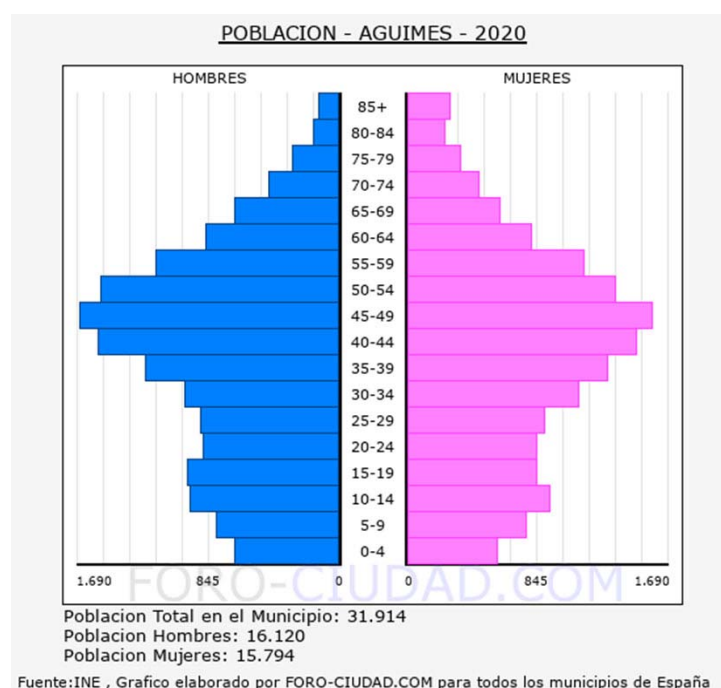 POBLACION - AGUIMES - 2020
HOMBRES MUJERES
85+
80-84
75-79
70-74
65-69
60-64
55-59
50-54
45-49
40-44
35-39
30-34
25-29
20-24
15-19
10-14
5-9
0-4
1.690 845 0 0 845 1.690
FORO-CIUDAD.COM
Poblacion Total en el Municipio: 31.914
Poblacion Hombres: 16.120
Poblacion Mujeres: 15.794
Fuente:INE , Grafico elaborado por FORO-CIUDAD.COM para todos los municipios de España